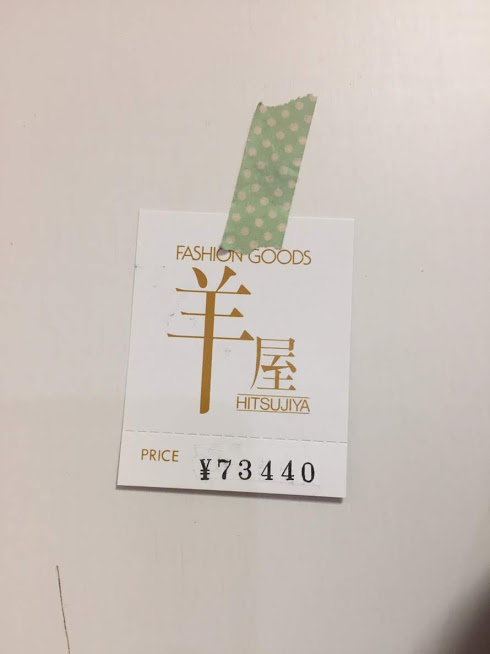 FASHION GOODS
羊屋
HITSUJIYA
PRICE ¥73440